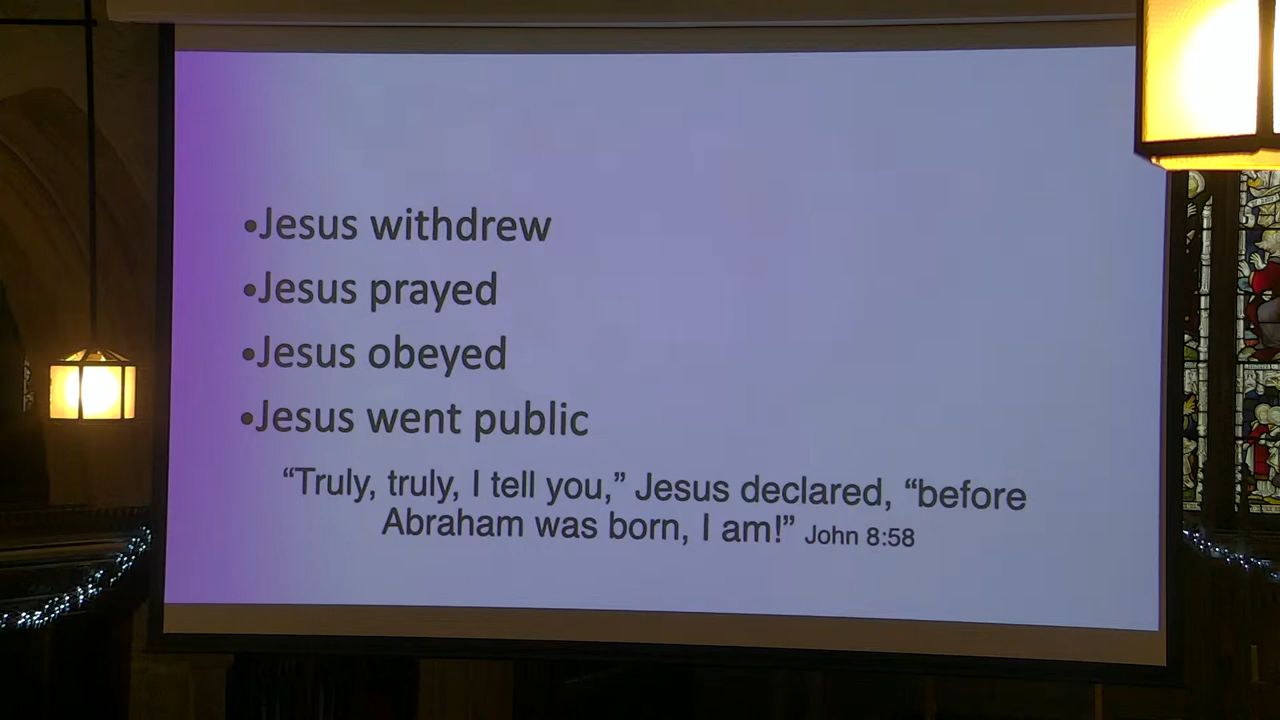 •Jesus withdrew
•Jesus prayed
•Jesus obeyed
•Jesus went public
“Truly, truly, I tell you,” Jesus declared, “before
Abraham was born, I am!” John 8:58